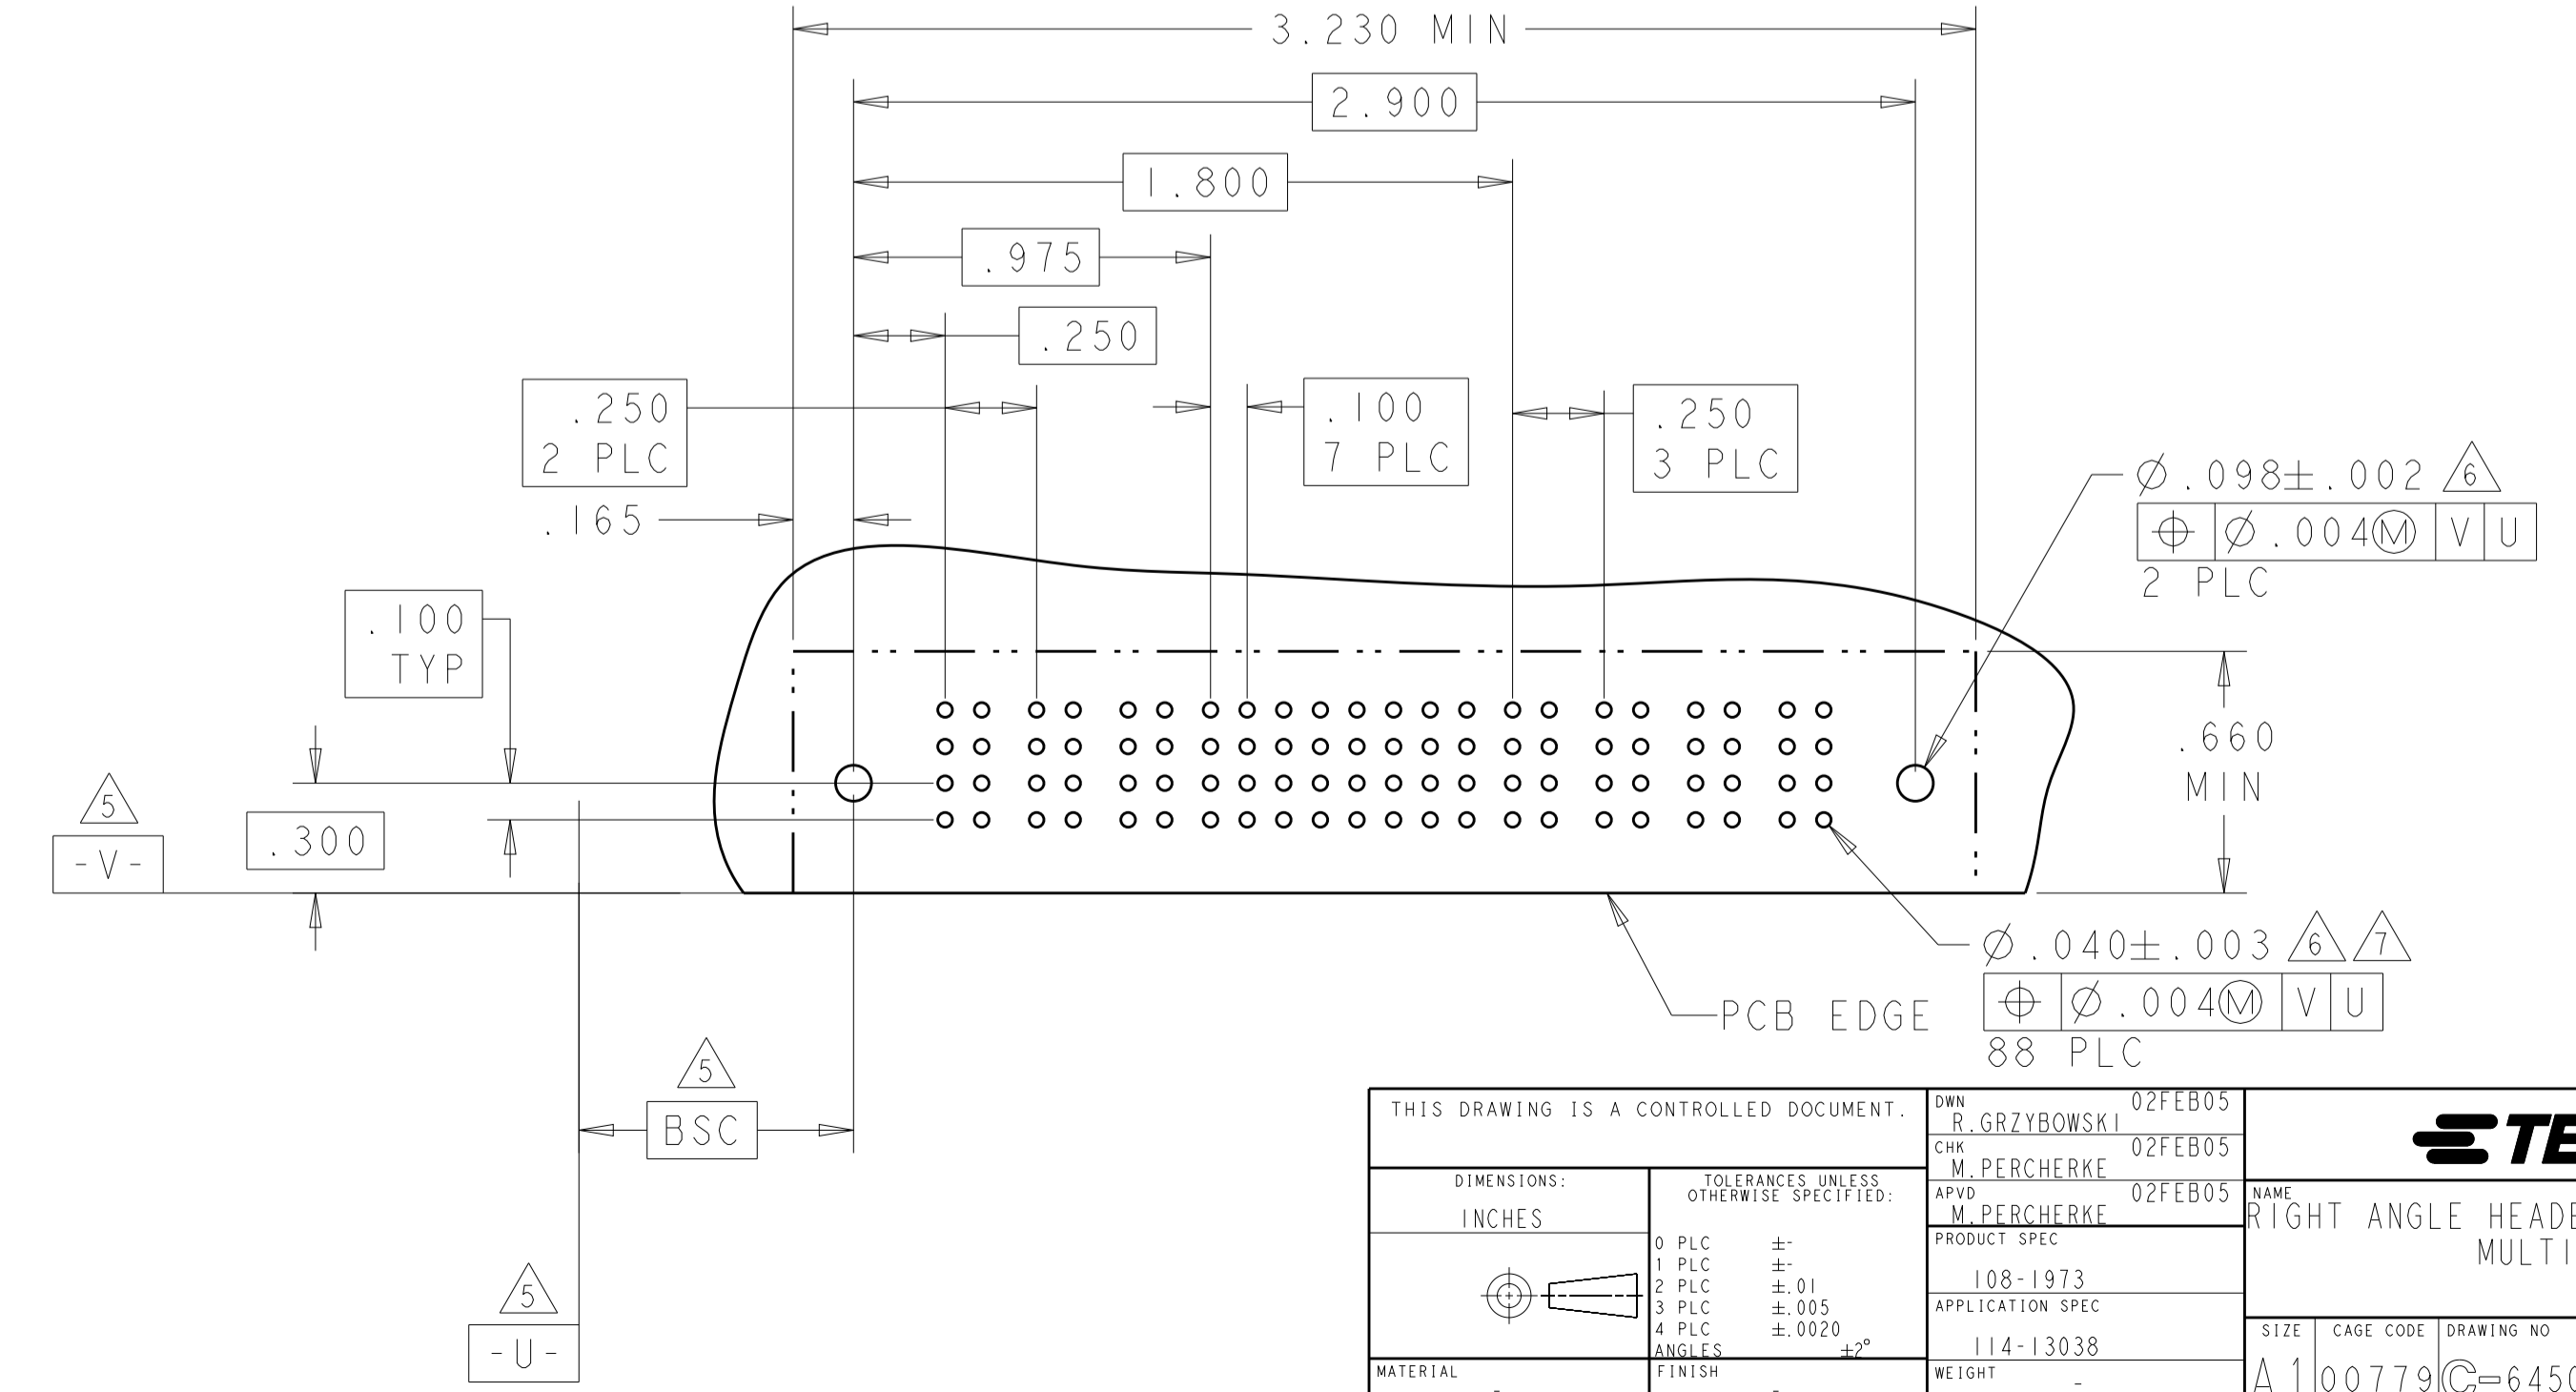 3.230 MIN
2.900
1.800
.975
.250
.250
2 PLC
.100
7 PLC
.250
3 PLC
.165
⌀.098±.002 6
⌖ ⌀.004Ⓜ V U
2 PLC
.100
TYP
.660
MIN
5
-V-
.300
⌀.040±.003 6 7
⌖ ⌀.004Ⓜ V U
88 PLC
PCB EDGE
5
BSC
5
-U-
THIS DRAWING IS A CONTROLLED DOCUMENT.
DIMENSIONS:
INCHES
TOLERANCES UNLESS
OTHERWISE SPECIFIED:
0 PLC ±-
1 PLC ±-
2 PLC ±.01
3 PLC ±.005
4 PLC ±.0020
ANGLES ±2°
MATERIAL
-
FINISH
-
DWN 02FEB05
R.GRZYBOWSKI
CHK 02FEB05
M.PERCHERKE
APVD 02FEB05
M.PERCHERKE
PRODUCT SPEC
108-1973
APPLICATION SPEC
114-13038
WEIGHT
-
TE
NAME
RIGHT ANGLE HEADE
MULTI
SIZE
A1
CAGE CODE
00779
DRAWING NO
C-645